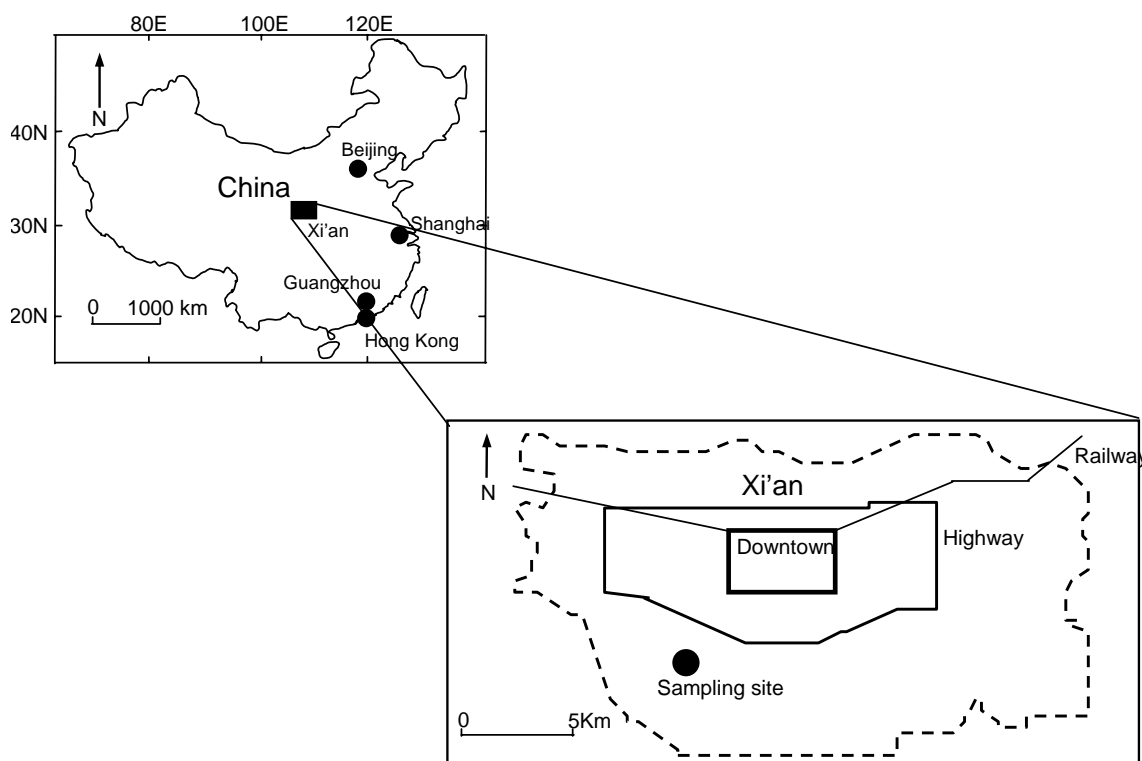 80E 100E 120E
N
40N
Beijing
China
Xi'an
Shanghai
30N
Guangzhou
0 1000 km
20N
Hong Kong
Railway
N
Xi'an
Downtown
Highway
Sampling site
0 5Km